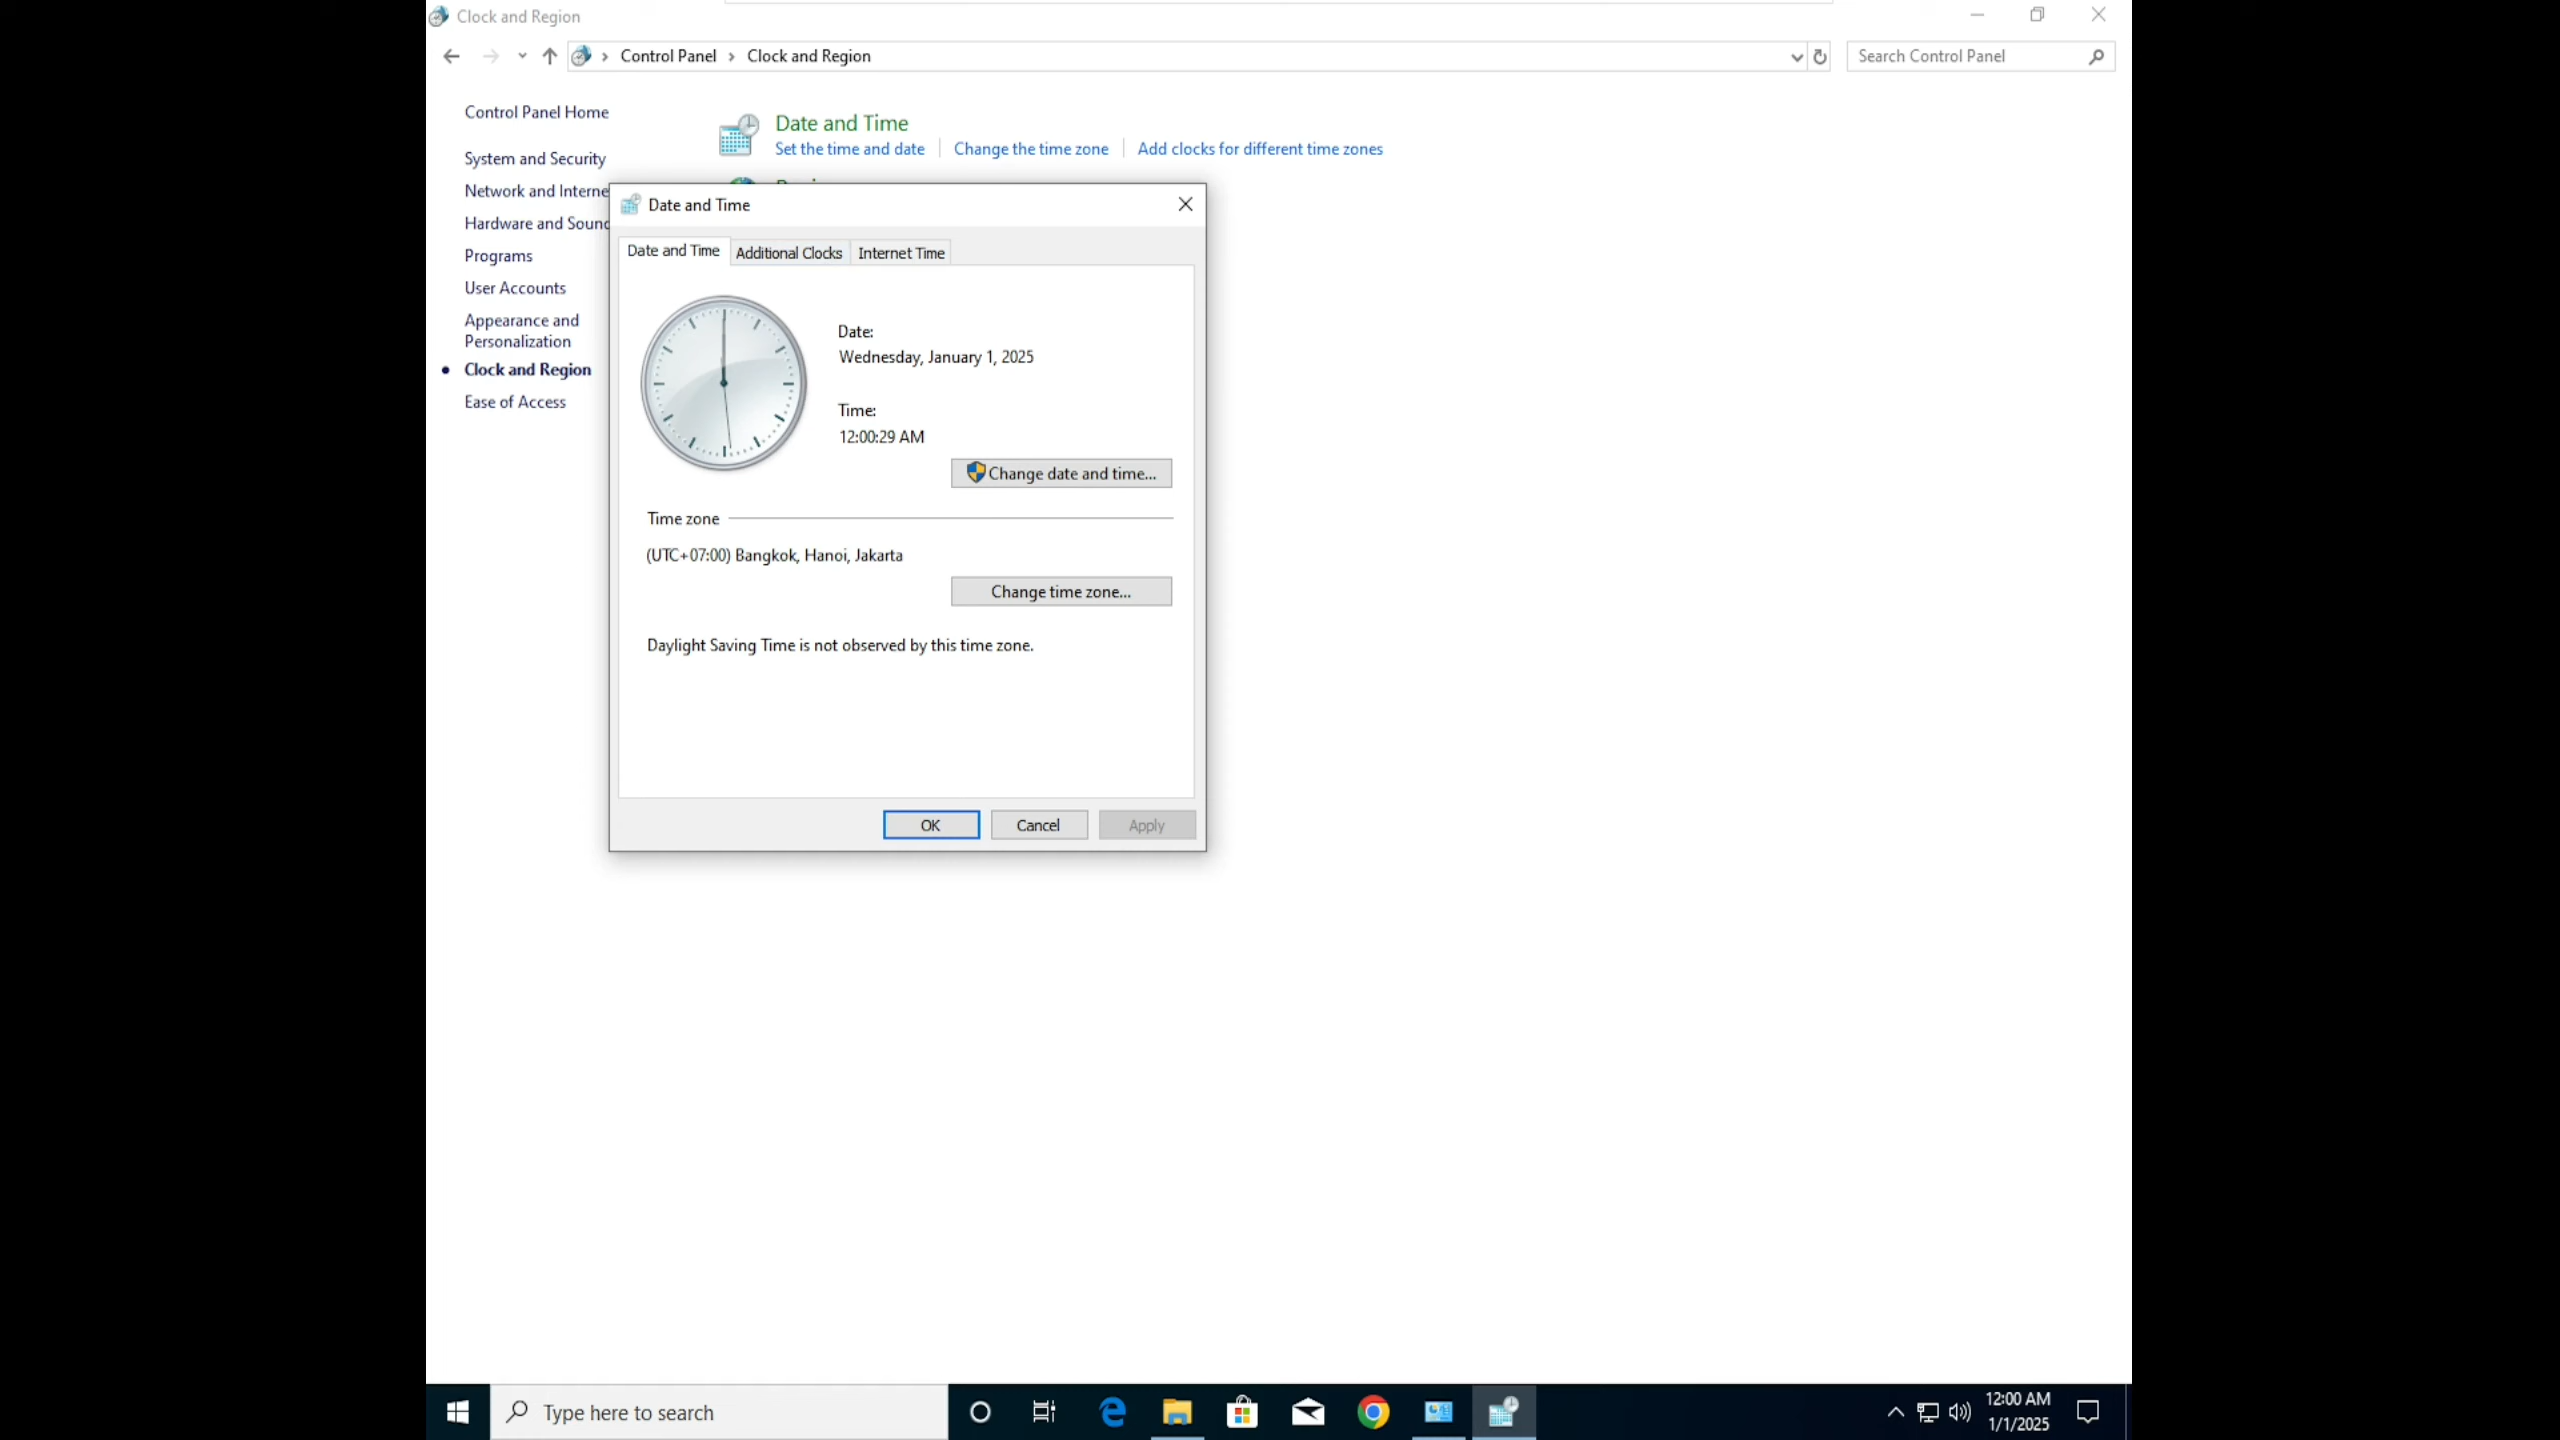 Clock and Region
Control Panel
Clock and Region
Search Control Panel
Control Panel Home
System and Security
Network and Interne
Hardware and Sound
Programs
User Accounts
Appearance and
Personalization
Clock and Region
Ease of Access
Date and Time
Set the time and date
Change the time zone
Add clocks for different time zones
Date and Time
Date and Time
Additional Clocks
Internet Time
Date:
Wednesday, January 1, 2025
Time:
12:00:29 AM
Change date and time...
Time zone
(UTC+07:00) Bangkok, Hanoi, Jakarta
Change time zone...
Daylight Saving Time is not observed by this time zone.
OK
Cancel
Apply
Type here to search
12:00 AM
1/1/2025